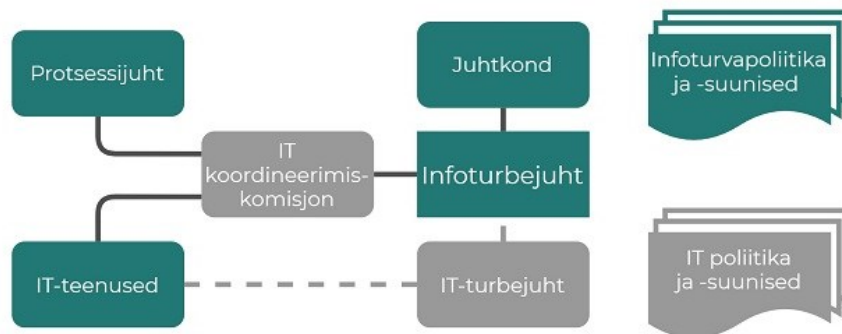 Protsessijuht
Juhtkond
Infoturvapoliitika
ja -suunised
IT
koordineerimis-
komisjon
Infoturbejuht
IT-teenused
IT-turbejuht
IT poliitika
ja -suunised